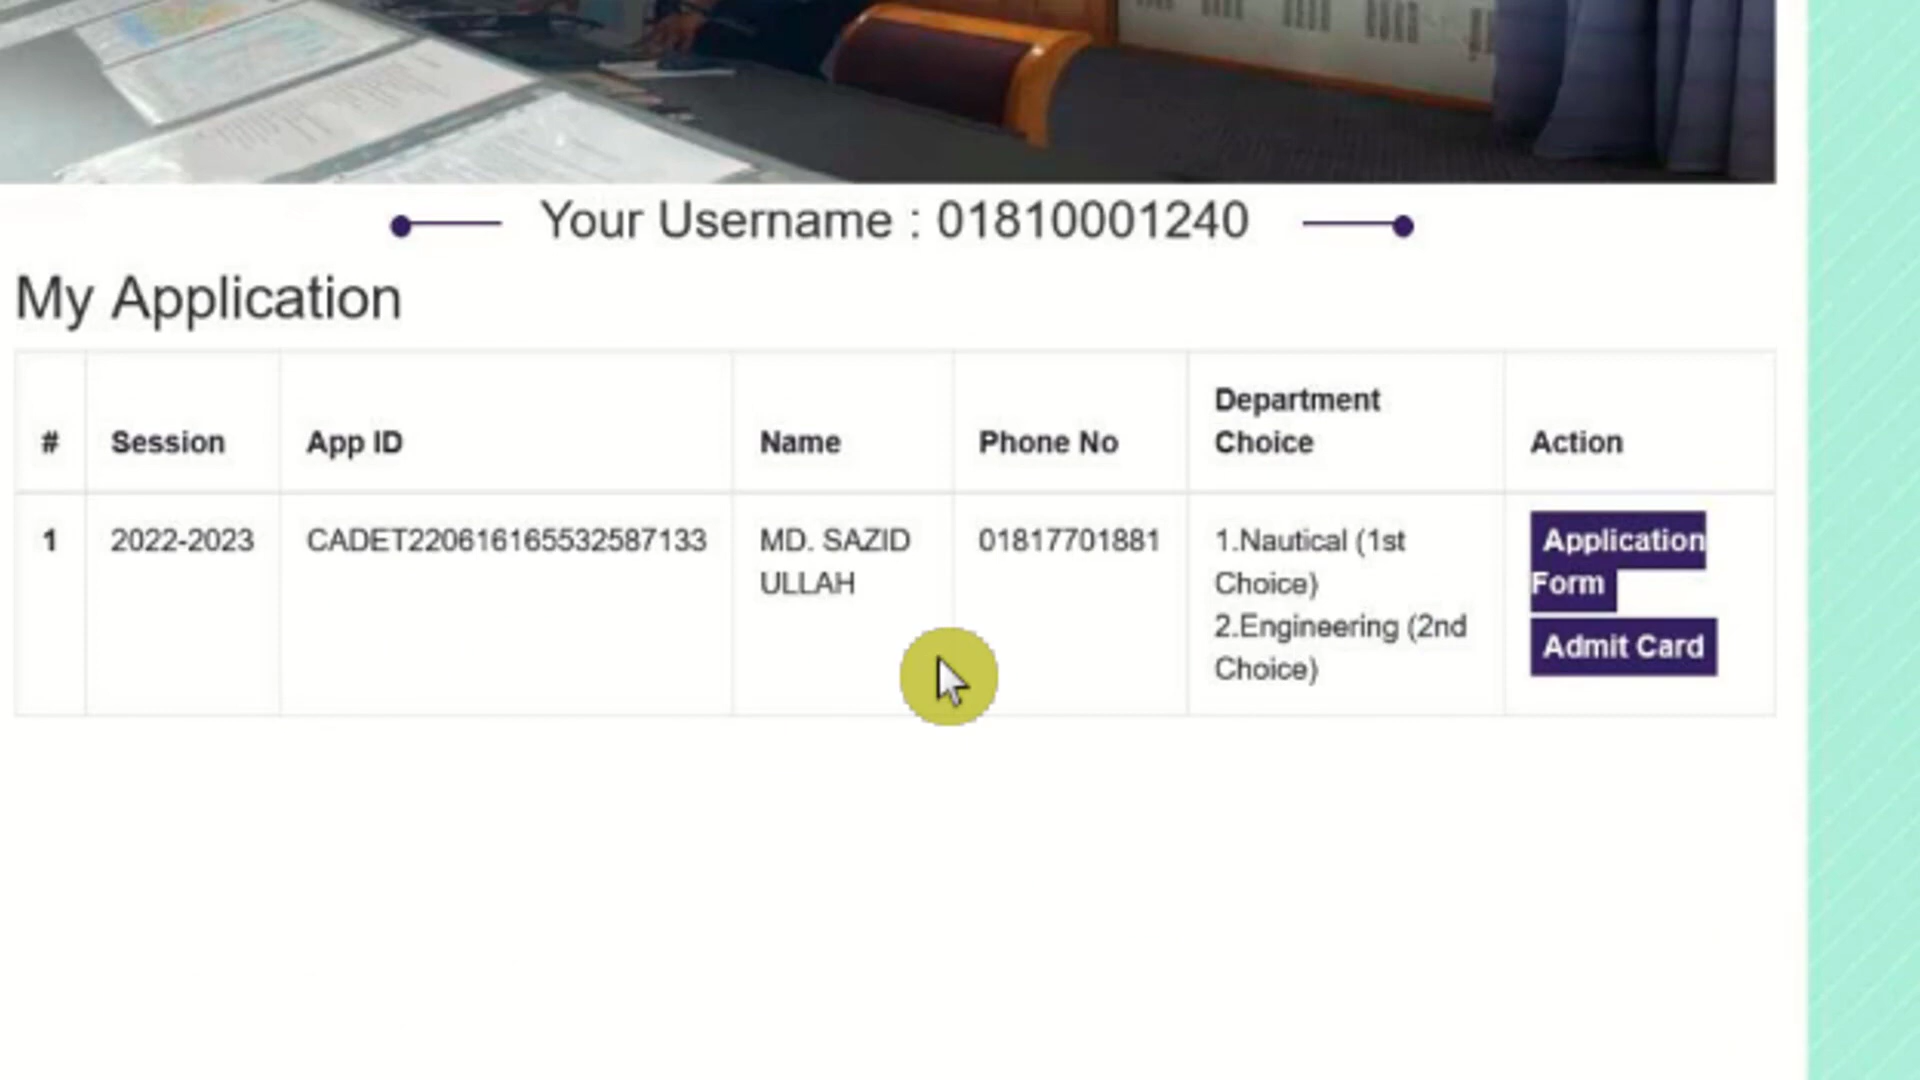 Your Username : 01810001240
My Application
# Session App ID Name Phone No Department Choice Action
1 2022-2023 CADET220616165532587133 MD. SAZID ULLAH 01817701881 1.Nautical (1st Choice) 2.Engineering (2nd Choice) Application Form Admit Card